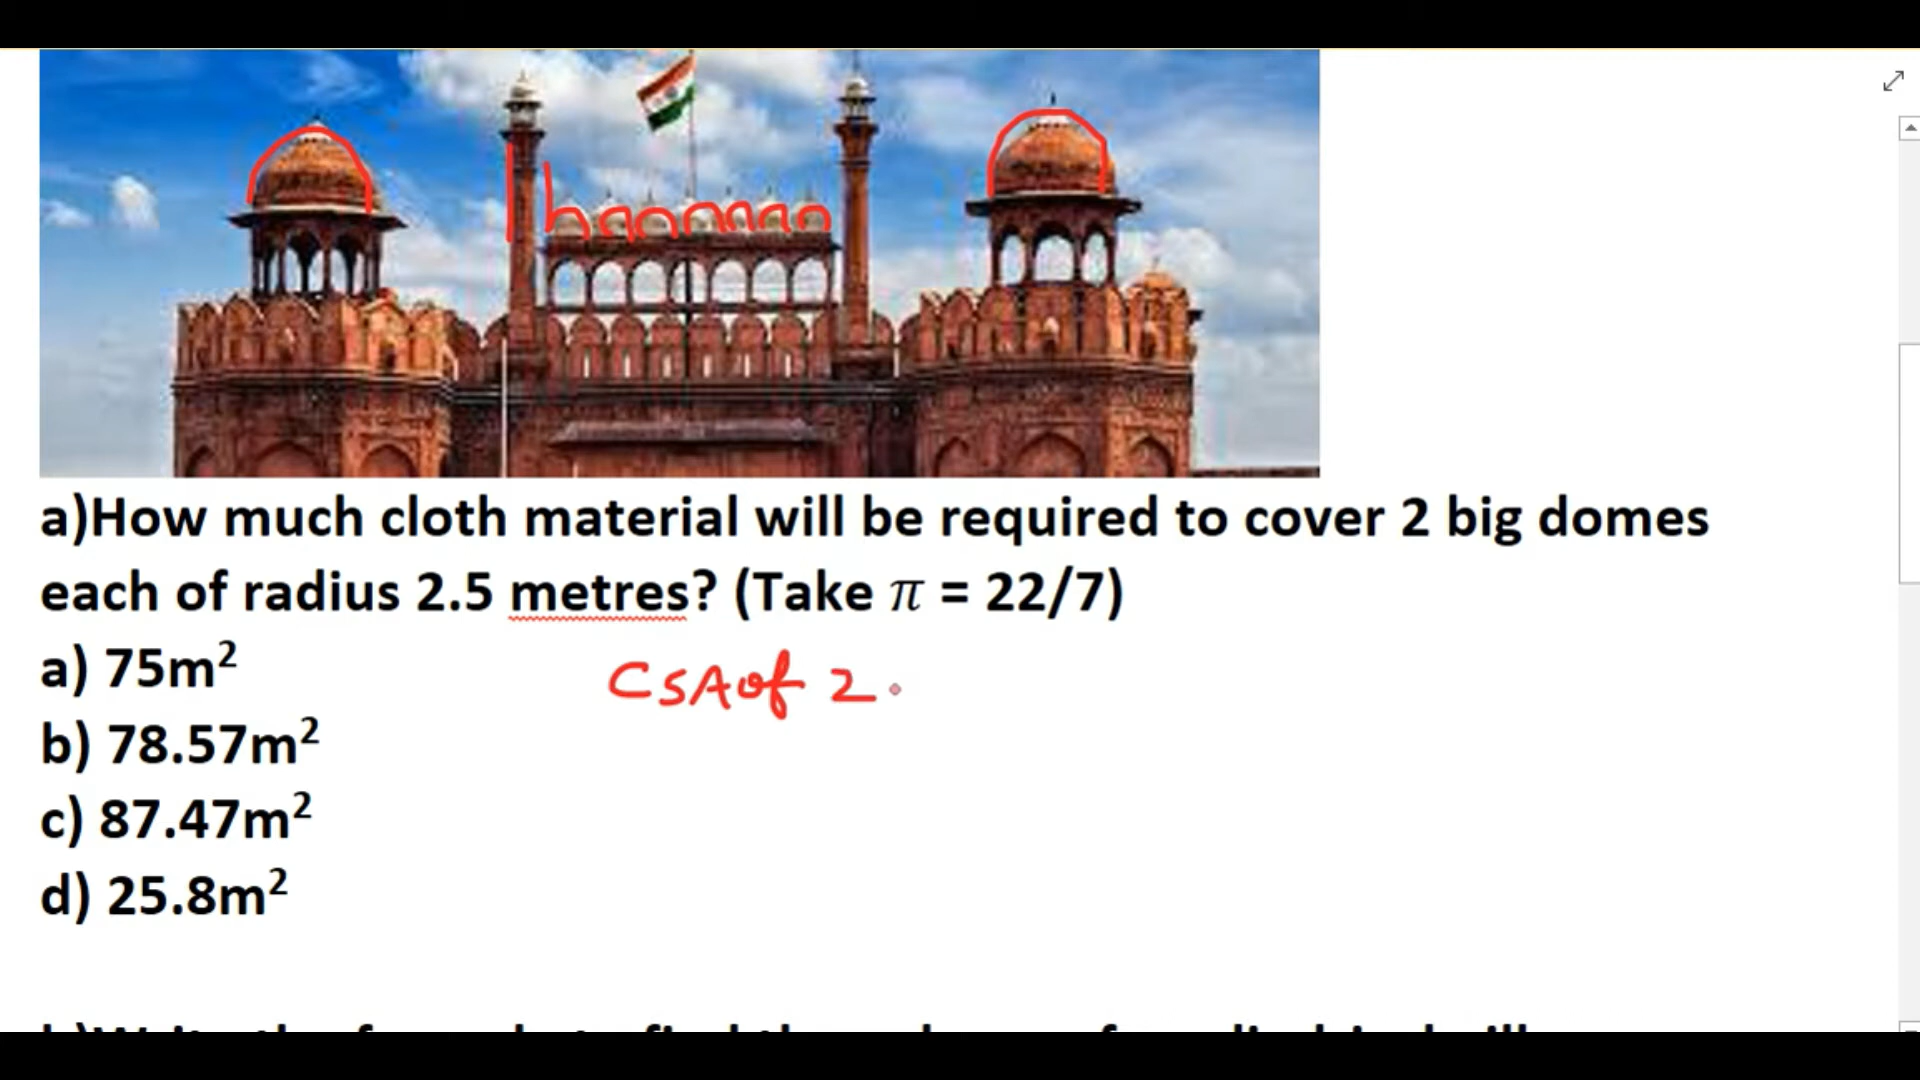 a)How much cloth material will be required to cover 2 big domes
each of radius 2.5 metres? (Take π = 22/7)
a) 75m²
CSA of 2
b) 78.57m²
c) 87.47m²
d) 25.8m²